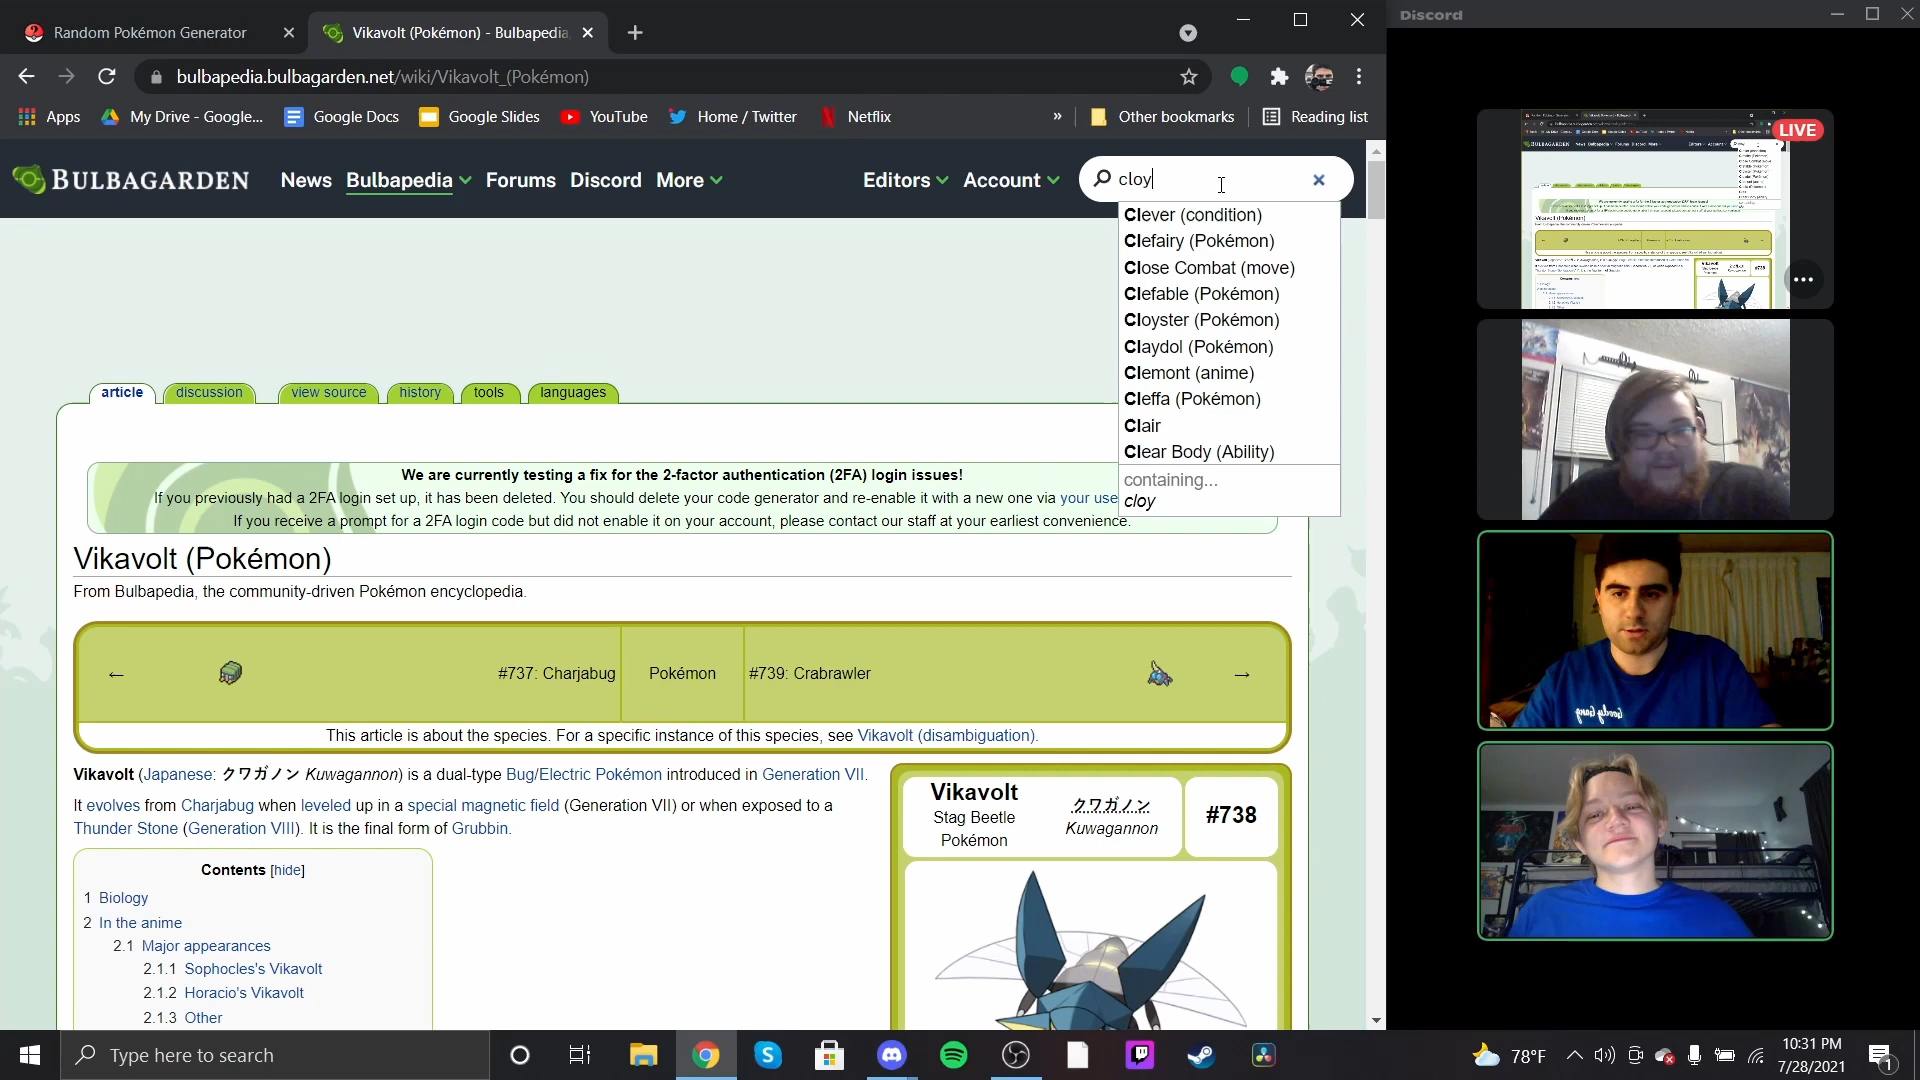 Random Pokémon Generator
Vikavolt (Pokémon) - Bulbapedia,
Discord
bulbapedia.bulbagarden.net/wiki/Vikavolt_(Pokémon)
Apps
My Drive - Google...
Google Docs
Google Slides
YouTube
Home / Twitter
Netflix
»
Other bookmarks
Reading list
BULBAGARDEN
News
Bulbapedia
Forums
Discord
More
Editors
Account
cloy
Clever (condition)
Clefairy (Pokémon)
Close Combat (move)
Clefable (Pokémon)
Cloyster (Pokémon)
Claydol (Pokémon)
Clemont (anime)
Cleffa (Pokémon)
Clair
Clear Body (Ability)
containing...
cloy
LIVE
article
discussion
view source
history
tools
languages
We are currently testing a fix for the 2-factor authentication (2FA) login issues!
If you previously had a 2FA login set up, it has been deleted. You should delete your code generator and re-enable it with a new one via your use
If you receive a prompt for a 2FA login code but did not enable it on your account, please contact our staff at your earliest convenience.
Vikavolt (Pokémon)
From Bulbapedia, the community-driven Pokémon encyclopedia.
← #737: Charjabug
Pokémon
#739: Crabrawler →
This article is about the species. For a specific instance of this species, see Vikavolt (disambiguation).
Vikavolt (Japanese: クワガノン Kuwagannon) is a dual-type Bug/Electric Pokémon introduced in Generation VII.
It evolves from Charjabug when leveled up in a special magnetic field (Generation VII) or when exposed to a
Thunder Stone (Generation VIII). It is the final form of Grubbin.
Contents [hide]
1 Biology
2 In the anime
2.1 Major appearances
2.1.1 Sophocles's Vikavolt
2.1.2 Horacio's Vikavolt
2.1.3 Other
Vikavolt
Stag Beetle
Pokémon
クワガノン
Kuwagannon
#738
Goody Gang
Type here to search
78°F
10:31 PM
7/28/2021
1